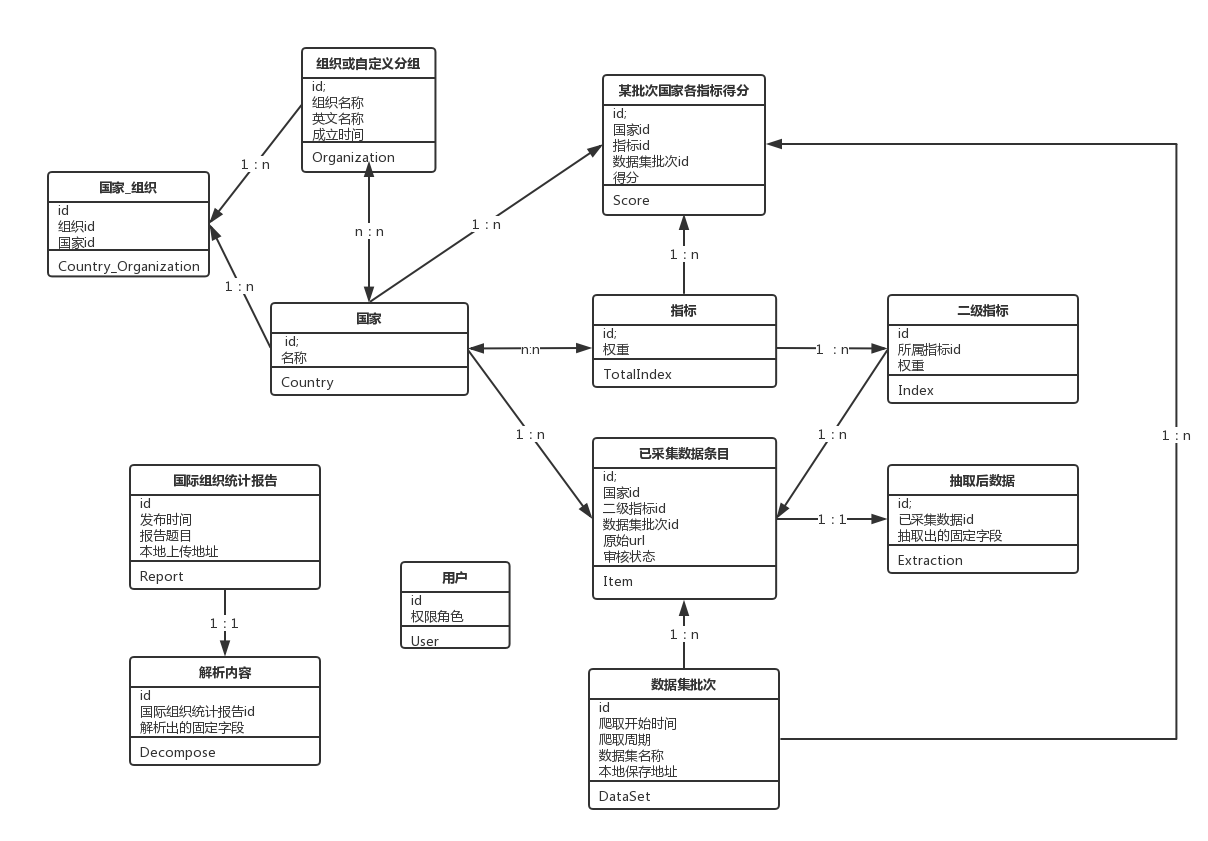 组织或自定义分组
id;
组织名称
英文名称
成立时间
Organization
某批次国家各指标得分
id;
国家id
指标id
数据集批次id
得分
Score
1 : n
国家_组织
id
组织id
国家id
Country_Organization
n : n
1 : n
1 : n
1 : n
国家
id;
名称
Country
n:n
指标
id;
权重
TotalIndex
1 : n
二级指标
id
所属指标id
权重
Index
1 : n
1 : n
1 : n
国际组织统计报告
id
发布时间
报告题目
本地上传地址
Report
已采集数据条目
id;
国家id
二级指标id
数据集批次id
原始url
审核状态
Item
1 : 1
抽取后数据
id;
已采集数据id
抽取出的固定字段
Extraction
用户
id
权限角色
User
1 : 1
1 : n
解析内容
id
国际组织统计报告id
解析出的固定字段
Decompose
数据集批次
id
爬取开始时间
爬取周期
数据集名称
本地保存地址
DataSet